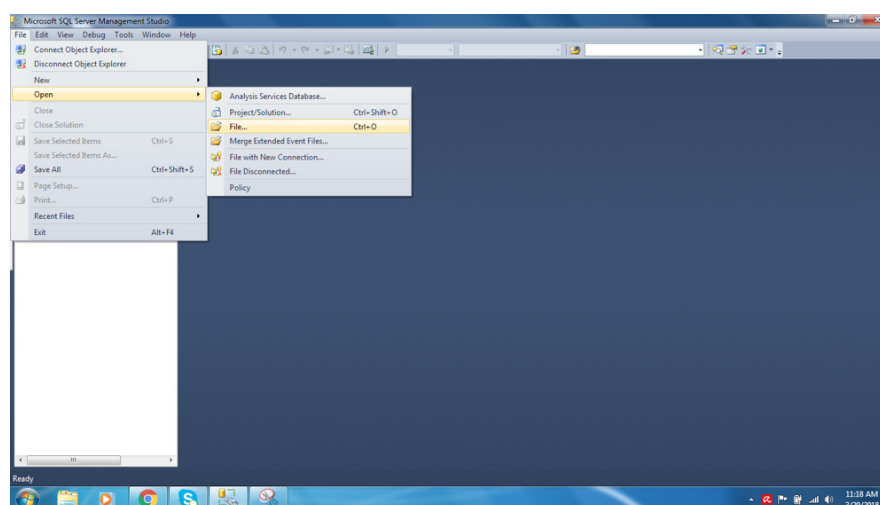 Microsoft SQL Server Management Studio
File Edit View Debug Tools Window Help
Connect Object Explorer...
Disconnect Object Explorer
New
Open
Close
Close Solution
Save Selected Items Ctrl+S
Save Selected Items As...
Save All Ctrl+Shift+S
Page Setup...
Print... Ctrl+P
Recent Files
Exit Alt+F4
Analysis Services Database...
Project/Solution... Ctrl+Shift+O
File... Ctrl+O
Merge Extended Event Files...
File with New Connection...
File Disconnected...
Policy
Ready
11:18 AM